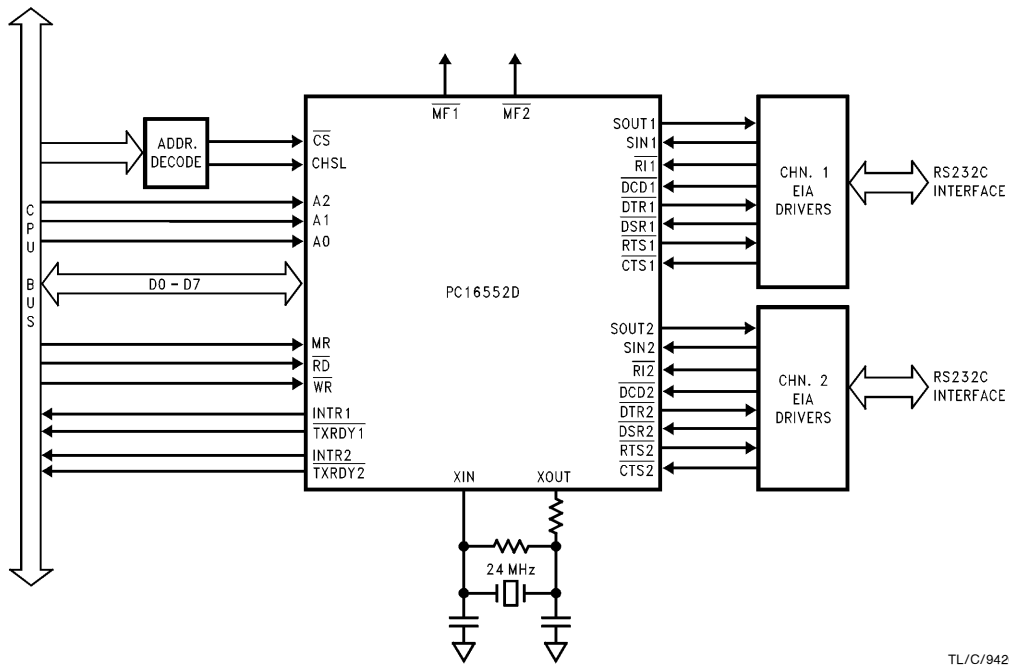 MF1
MF2
ADDR.
DECODE
CS
CHSL
A2
A1
A0
CPU BUS
D0 - D7
MR
RD
WR
INTR1
TXRDY1
INTR2
TXRDY2
PC16552D
XIN
XOUT
24 MHz
SOUT1
SIN1
RI1
DCD1
DTR1
DSR1
RTS1
CTS1
CHN. 1
EIA
DRIVERS
RS232C
INTERFACE
SOUT2
SIN2
RI2
DCD2
DTR2
DSR2
RTS2
CTS2
CHN. 2
EIA
DRIVERS
RS232C
INTERFACE
TL/C/942